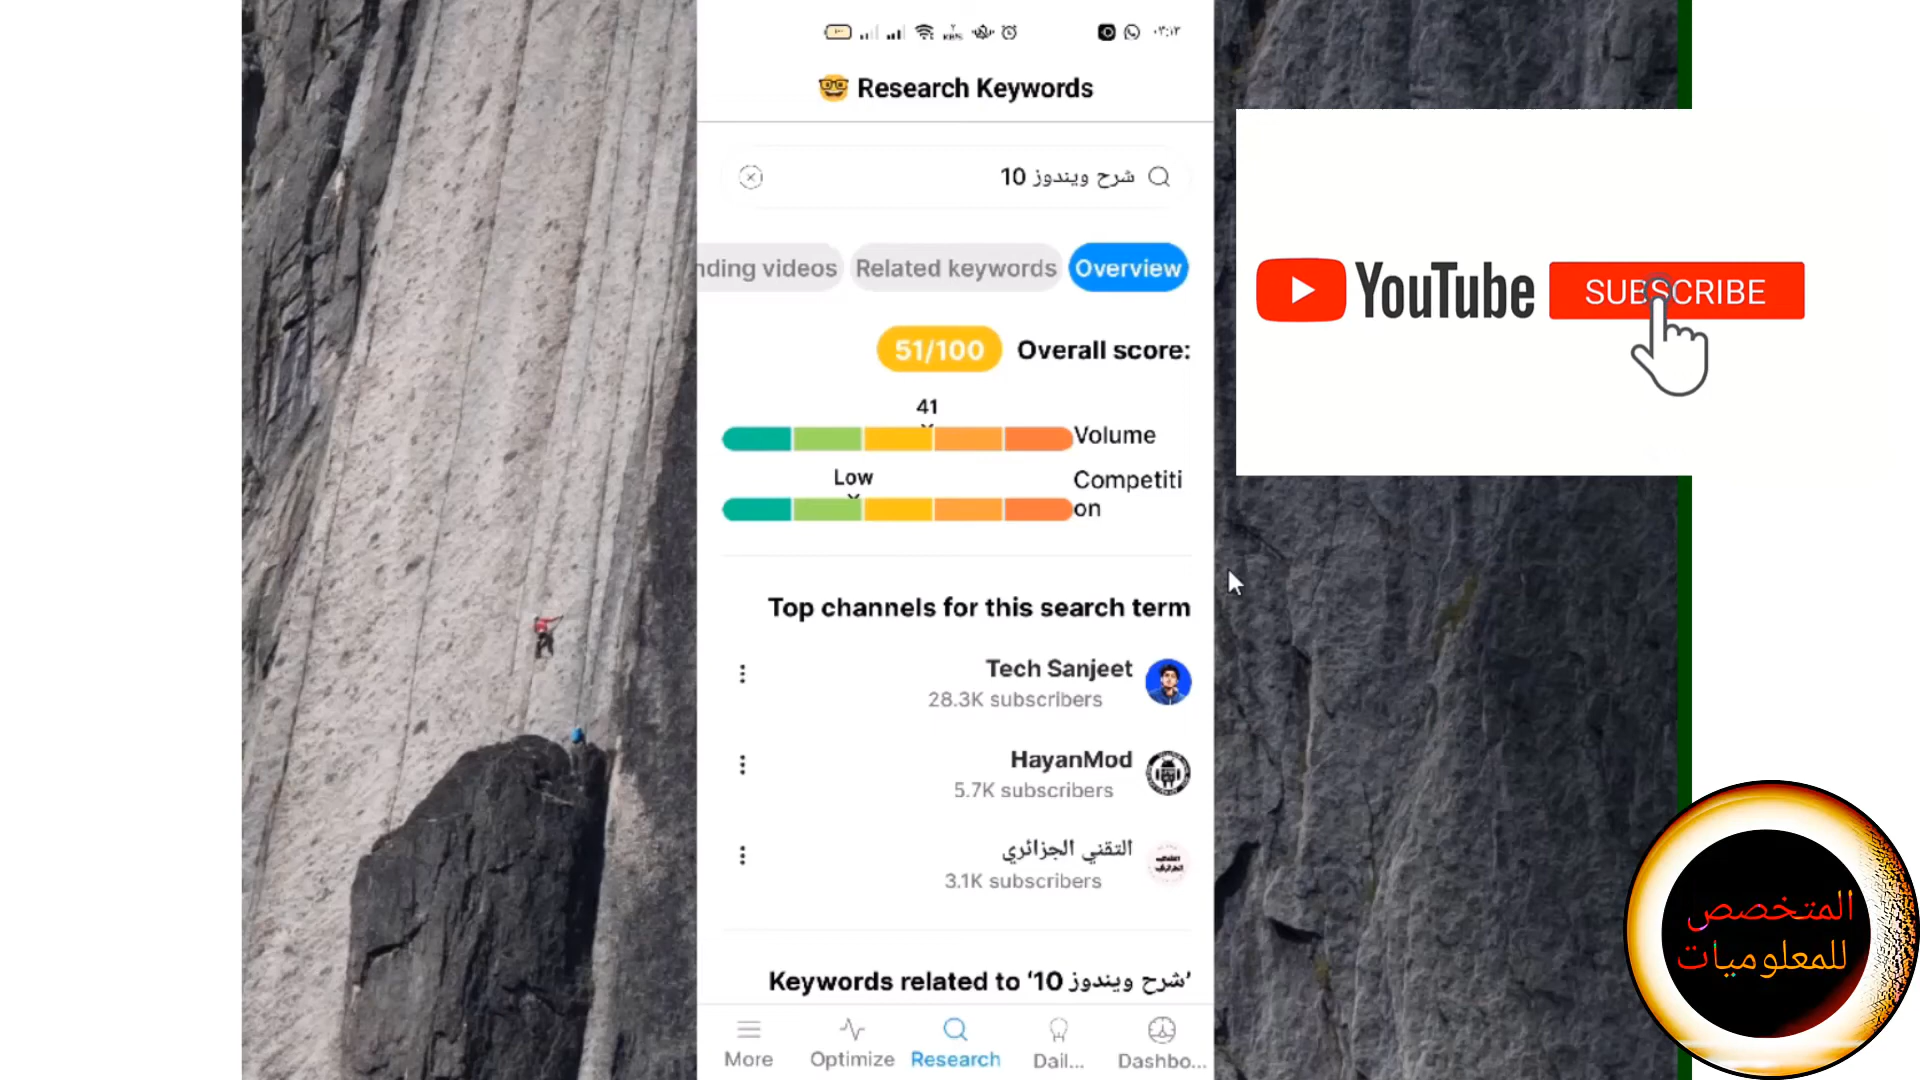 ٠٣:١٣
Research Keywords
شرح ويندوز 10
nding videos
Related keywords
Overview
Overall score:
51/100
41
Volume
Low
Competiti
on
Top channels for this search term
Tech Sanjeet
28.3K subscribers
HayanMod
5.7K subscribers
التقني الجزائري
3.1K subscribers
Keywords related to ‘شرح ويندوز 10’
More
Optimize
Research
Dail...
Dashbo...
YouTube
SUBSCRIBE
المتخصص
للمعلوميات